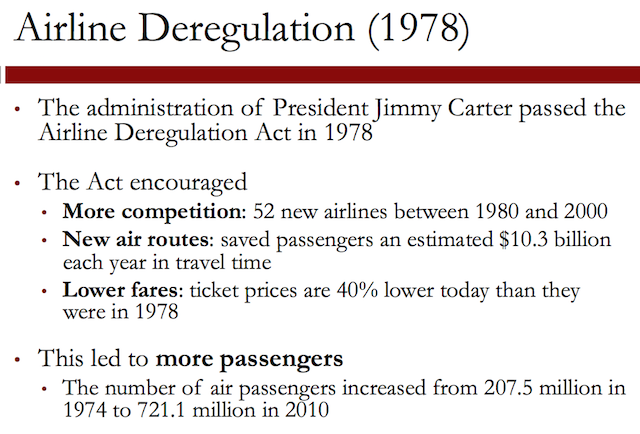 Airline Deregulation (1978)
• The administration of President Jimmy Carter passed the
Airline Deregulation Act in 1978
• The Act encouraged
• More competition: 52 new airlines between 1980 and 2000
• New air routes: saved passengers an estimated $10.3 billion
each year in travel time
• Lower fares: ticket prices are 40% lower today than they
were in 1978
• This led to more passengers
• The number of air passengers increased from 207.5 million in
1974 to 721.1 million in 2010